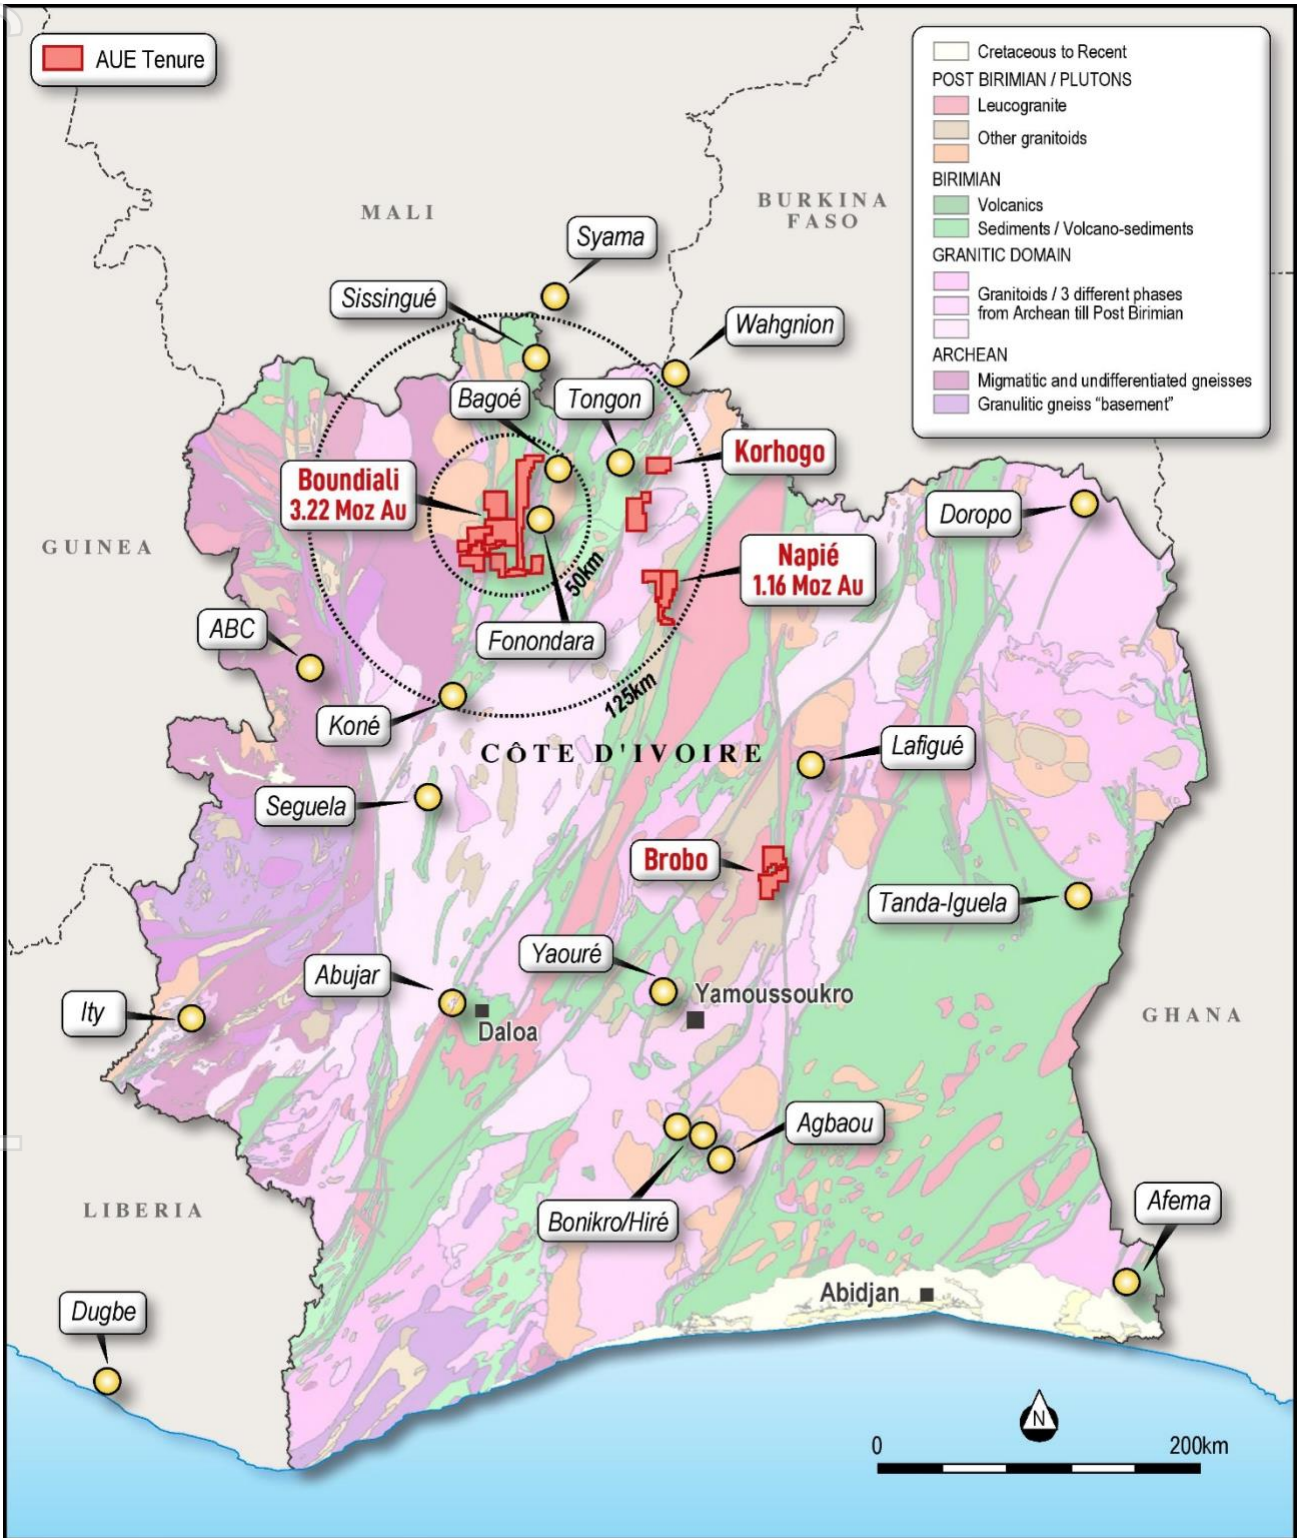 AUE Tenure
Cretaceous to Recent
POST BIRIMIAN / PLUTONS
Leucogranite
Other granitoids
BIRIMIAN
Volcanics
Sediments / Volcano-sediments
GRANITIC DOMAIN
Granitoids / 3 different phases
from Archean till Post Birimian
ARCHEAN
Migmatitic and undifferentiated gneisses
Granulitic gneiss “basement”
MALI
BURKINA
FASO
Syama
Sissingué
Wahgnion
Bagoé
Tongon
Korhogo
Boundiali
3.22 Moz Au
Doropo
GUINEA
Napié
1.16 Moz Au
50km
ABC
Fonondara
125km
Koné
CÔTE D'IVOIRE
Lafigué
Seguela
Brobo
Tanda-Iguela
Yaouré
Abujar
Yamoussoukro
Ity
Daloa
GHANA
Agbaou
LIBERIA
Bonikro/Hiré
Afema
Abidjan
Dugbe
N
0
200km